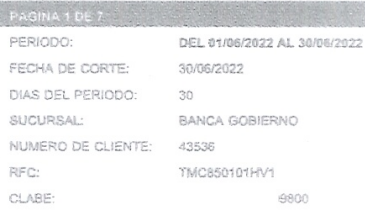 PAGINA 1 DE 7
PERIODO: DEL 01/06/2022 AL 30/06/2022
FECHA DE CORTE: 30/06/2022
DIAS DEL PERIODO: 30
SUCURSAL: BANCA GOBIERNO
NUMERO DE CLIENTE: 43536
RFC: TMC850101HV1
CLABE: 9800